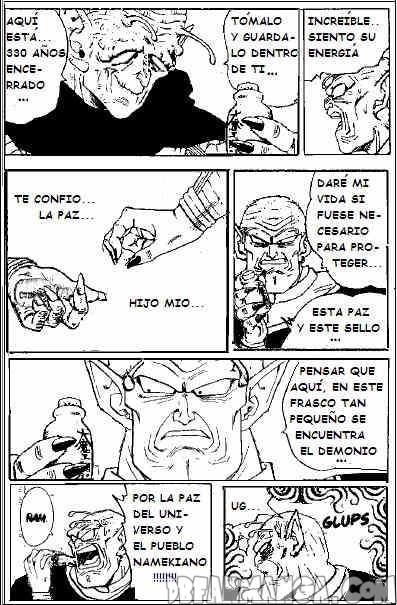 AQUÍ
ESTÁ...
330 AÑOS
ENCE-
RRADO
...
TÓMALO
Y GUARDA-
LO DENTRO
DE TI...
INCREÍBLE..
SIENTO SU
ENERGÍA
TE CONFIO...
LA PAZ...
HIJO MIO...
DARÉ MI
VIDA SI
FUESE NE-
CESARIO
PARA PRO-
TEGER...
ESTA PAZ
Y ESTE SELLO
...
PENSAR QUE
AQUÍ, EN ESTE
FRASCO TAN
PEQUEÑO SE
ENCUENTRA
EL DEMONIO
...
ÑAM..
POR LA PAZ
DEL UNI-
VERSO Y
EL PUEBLO
NAMEKIANO
!!!!!!!
UG...
GLUPS.
DREAMANGA.COM